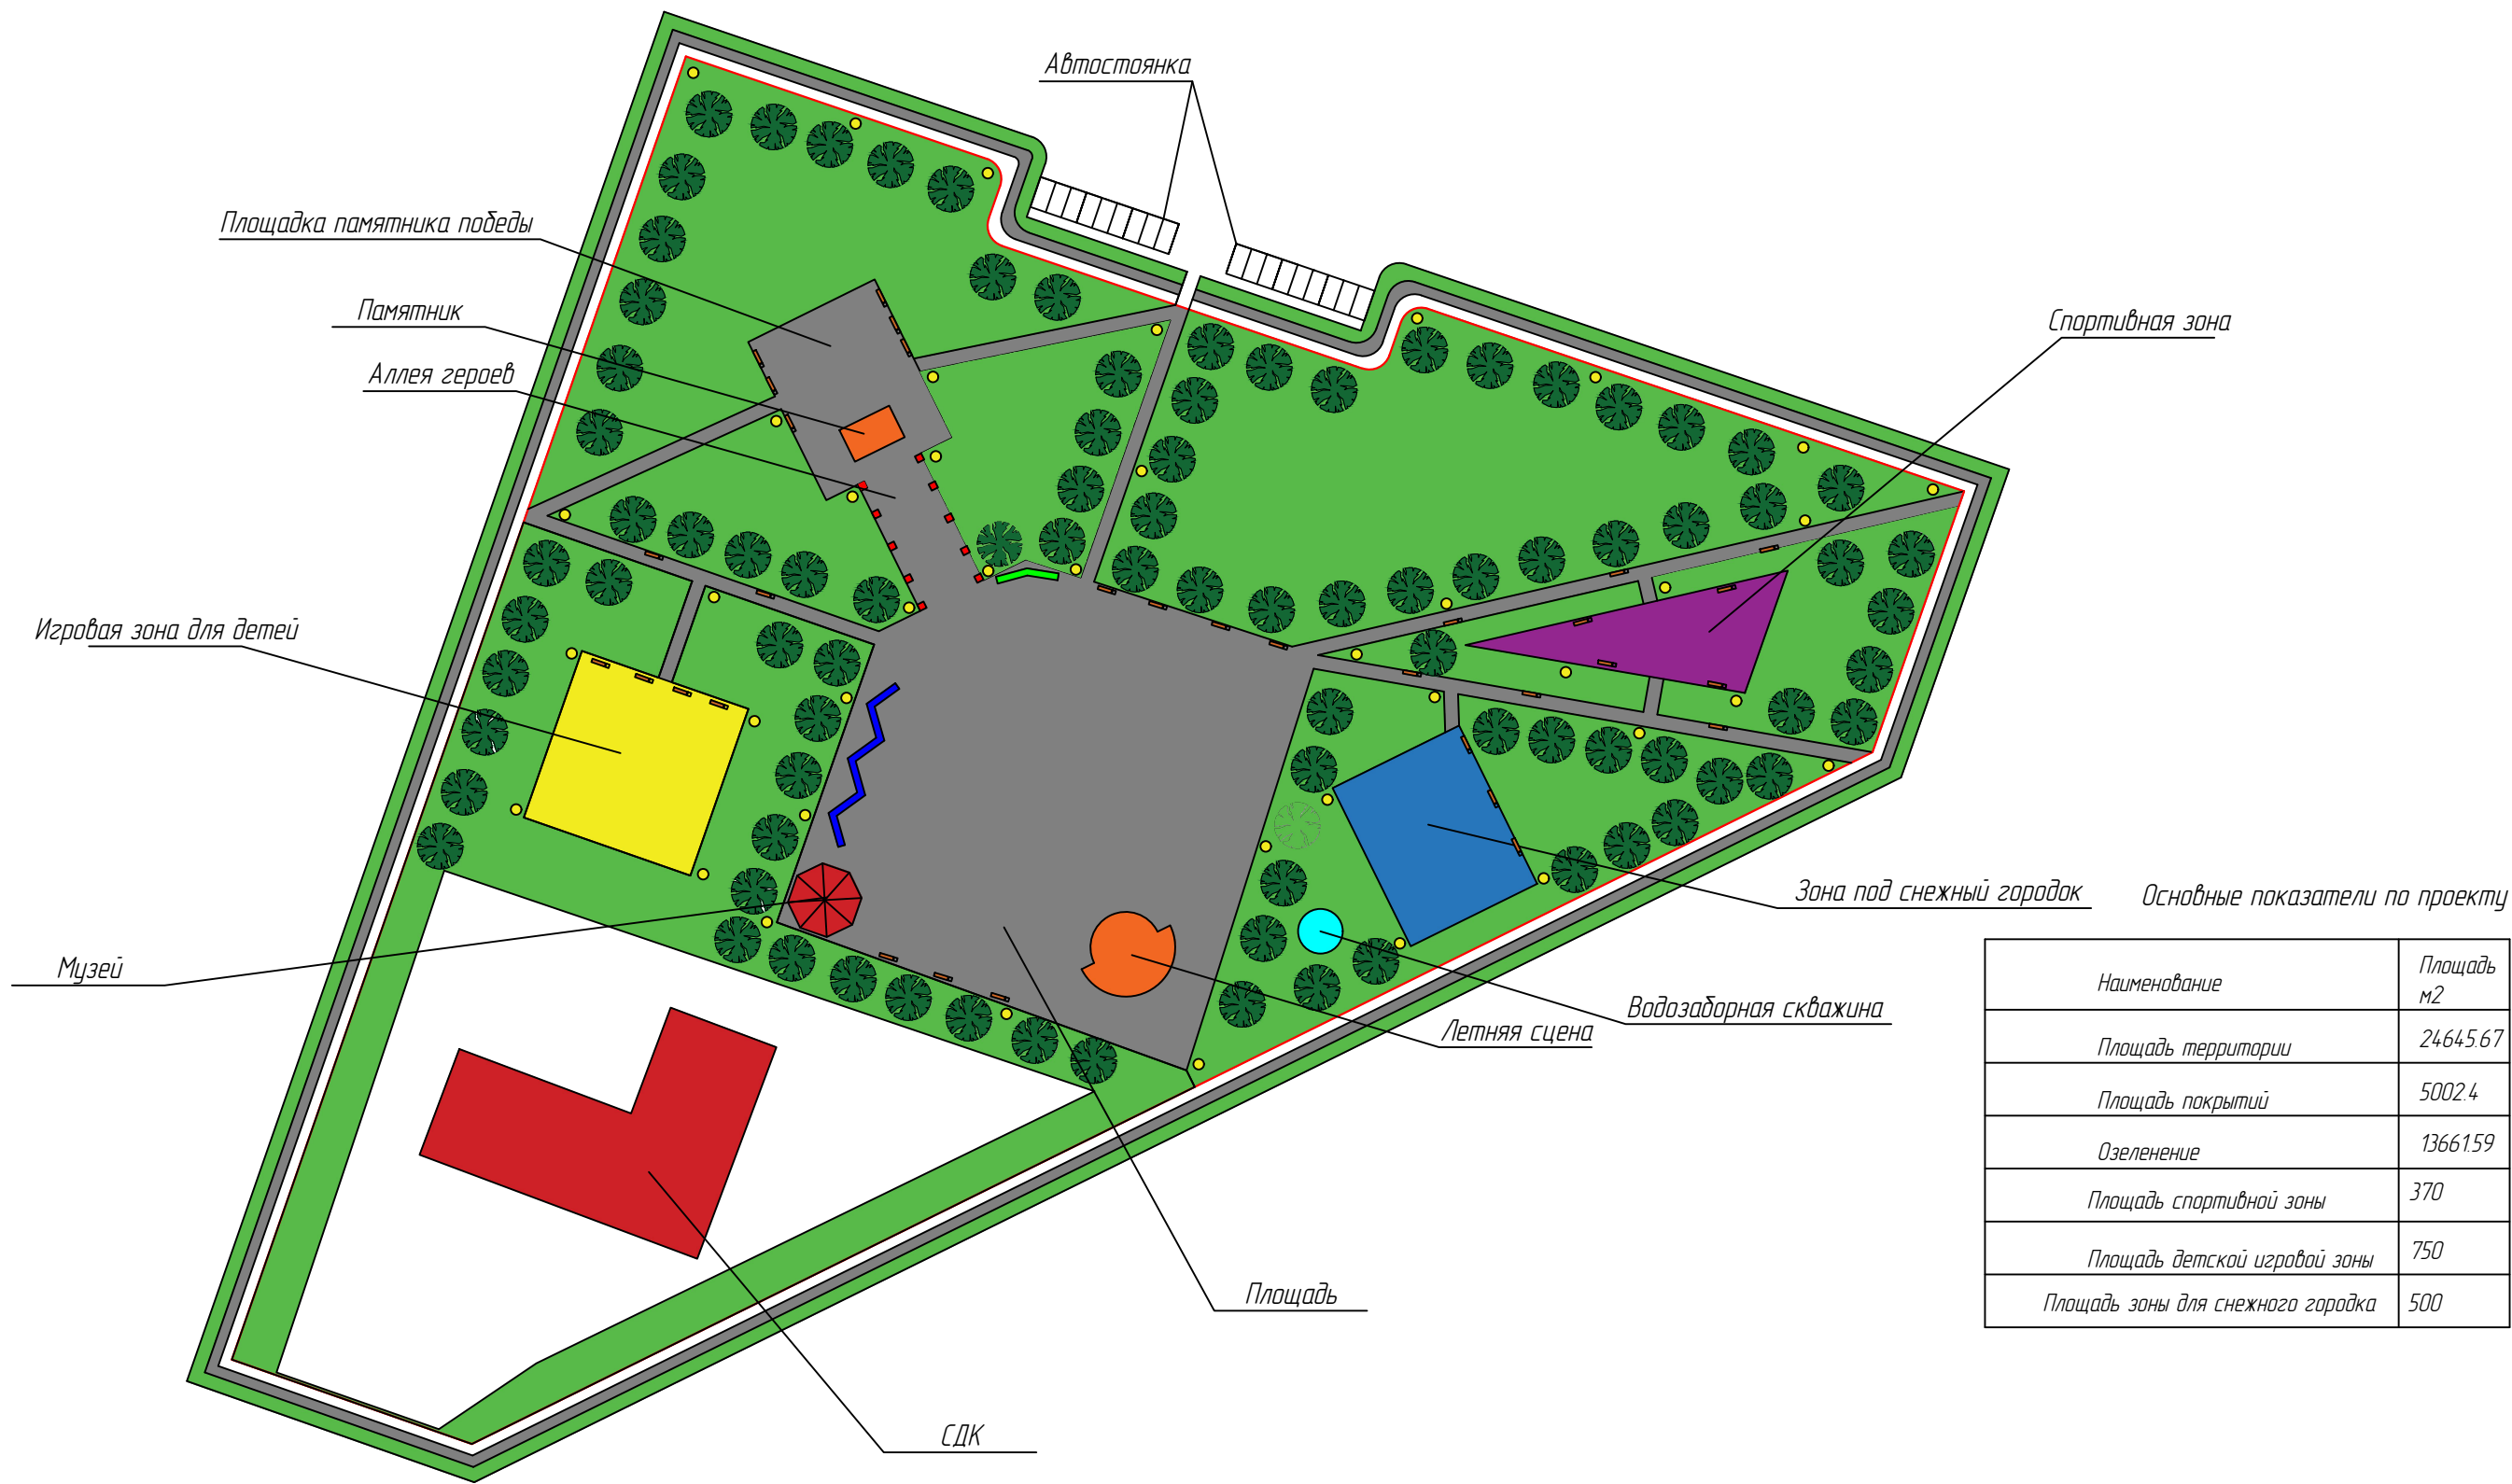 Автостоянка
Площадка памятника победы
Памятник
Спортивная зона
Аллея героев
Игровая зона для детей
Зона под снежный городок
Основные показатели по проекту
Музей
Водозаборная скважина
Летняя сцена
Площадь
СДК
Наименование
Площадь
м2
Площадь территории 24645.67
Площадь покрытий 5002.4
Озеленение 13661.59
Площадь спортивной зоны 370
Площадь детской игровой зоны 750
Площадь зоны для снежного городка 500